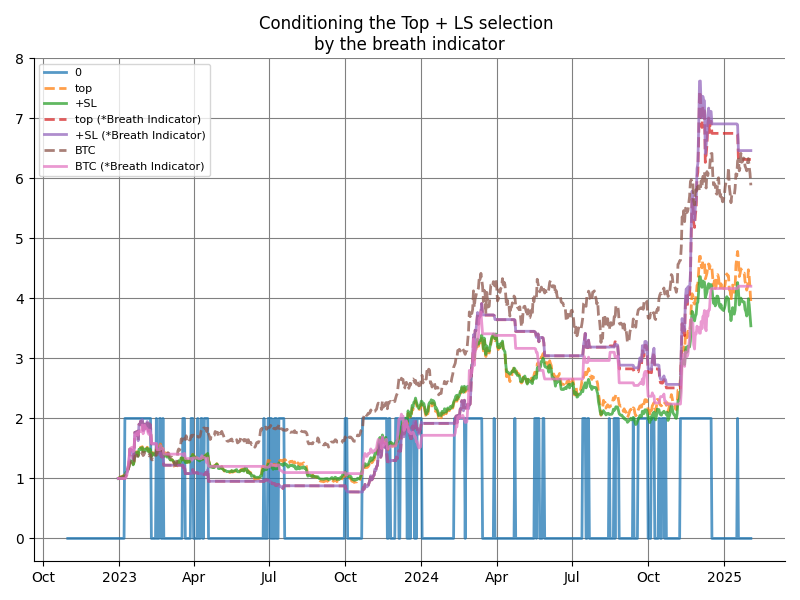 Conditioning the Top + LS selection
by the breath indicator
8
7
6
5
4
3
2
1
0
0
top
+SL
top (*Breath Indicator)
+SL (*Breath Indicator)
BTC
BTC (*Breath Indicator)
Oct 2023 Apr Jul Oct 2024 Apr Jul Oct 2025